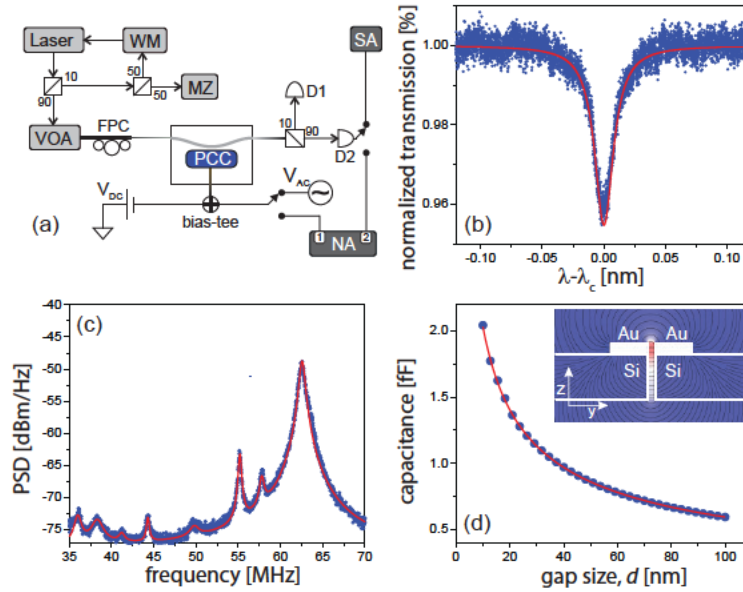 Laser
WM
SA
10
50
90
50
MZ
D1
VOA
FPC
10
90
D2
PCC
V_DC
V_AC
bias-tee
1
2
NA
(a)
(b)
normalized transmission [%]
1.00
0.98
0.96
-0.10
-0.05
0.00
0.05
0.10
λ-λ_c [nm]
(c)
PSD [dBm/Hz]
-40
-45
-50
-55
-60
-65
-70
-75
35
40
45
50
55
60
65
70
frequency [MHz]
(d)
capacitance [fF]
2.0
1.5
1.0
0.5
0
20
40
60
80
100
gap size, d [nm]
Au
Au
Si
Si
z
y